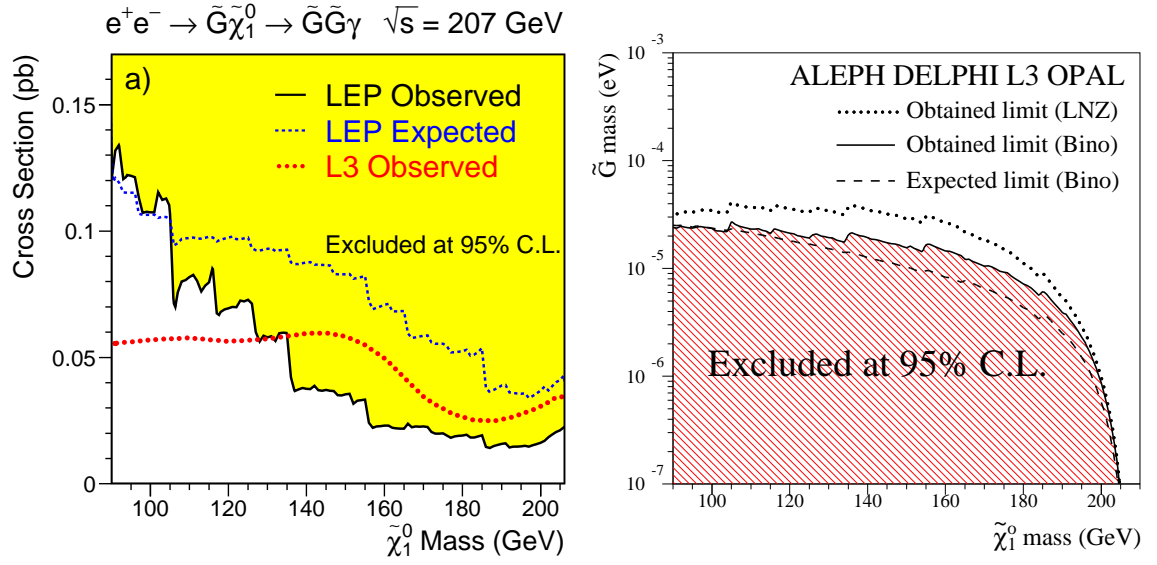 e⁺e⁻ → G̃χ̃₁⁰ → G̃G̃γ √s = 207 GeV
a)
LEP Observed
LEP Expected
L3 Observed
Excluded at 95% C.L.
Cross Section (pb)
0.15
0.1
0.05
0
100 120 140 160 180 200
χ̃₁⁰ Mass (GeV)
ALEPH DELPHI L3 OPAL
Obtained limit (LNZ)
Obtained limit (Bino)
Expected limit (Bino)
Excluded at 95% C.L.
G̃ mass (eV)
10⁻³
10⁻⁴
10⁻⁵
10⁻⁶
10⁻⁷
100 120 140 160 180 200
χ̃₁⁰ mass (GeV)